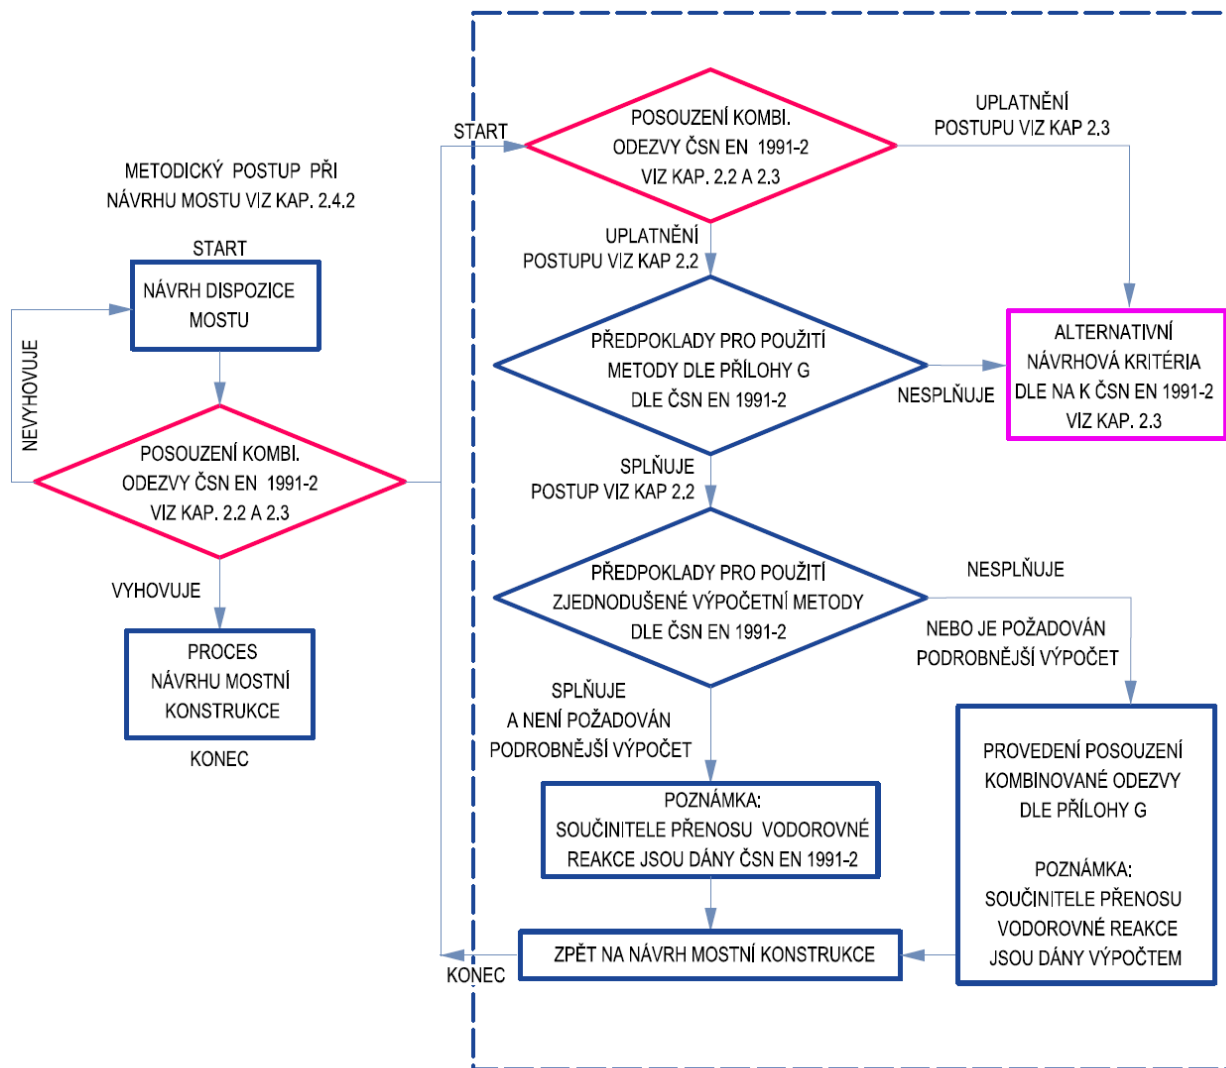 METODICKÝ POSTUP PŘI
NÁVRHU MOSTU VIZ KAP. 2.4.2
START
NÁVRH DISPOZICE
MOSTU
NEVYHOVUJE
POSOUZENÍ KOMBI.
ODEZVY ČSN EN 1991-2
VIZ KAP. 2.2 A 2.3
VYHOVUJE
PROCES
NÁVRHU MOSTNÍ
KONSTRUKCE
KONEC
START
POSOUZENÍ KOMBI.
ODEZVY ČSN EN 1991-2
VIZ KAP. 2.2 A 2.3
UPLATNĚNÍ
POSTUPU VIZ KAP 2.3
UPLATNĚNÍ
POSTUPU VIZ KAP 2.2
PŘEDPOKLADY PRO POUŽITÍ
METODY DLE PŘÍLOHY G
DLE ČSN EN 1991-2
NESPLŇUJE
ALTERNATIVNÍ
NÁVRHOVÁ KRITÉRIA
DLE NA K ČSN EN 1991-2
VIZ KAP. 2.3
SPLŇUJE
POSTUP VIZ KAP 2.2
PŘEDPOKLADY PRO POUŽITÍ
ZJEDNODUŠENÉ VÝPOČETNÍ METODY
DLE ČSN EN 1991-2
NESPLŇUJE
NEBO JE POŽADOVÁN
PODROBNĚJŠÍ VÝPOČET
SPLŇUJE
A NENÍ POŽADOVÁN
PODROBNĚJŠÍ VÝPOČET
POZNÁMKA:
SOUČINITELE PŘENOSU VODOROVNÉ
REAKCE JSOU DÁNY ČSN EN 1991-2
PROVEDENÍ POSOUZENÍ
KOMBINOVANÉ ODEZVY
DLE PŘÍLOHY G
POZNÁMKA:
SOUČINITELE PŘENOSU
VODOROVNÉ REAKCE
JSOU DÁNY VÝPOČTEM
ZPĚT NA NÁVRH MOSTNÍ KONSTRUKCE
KONEC